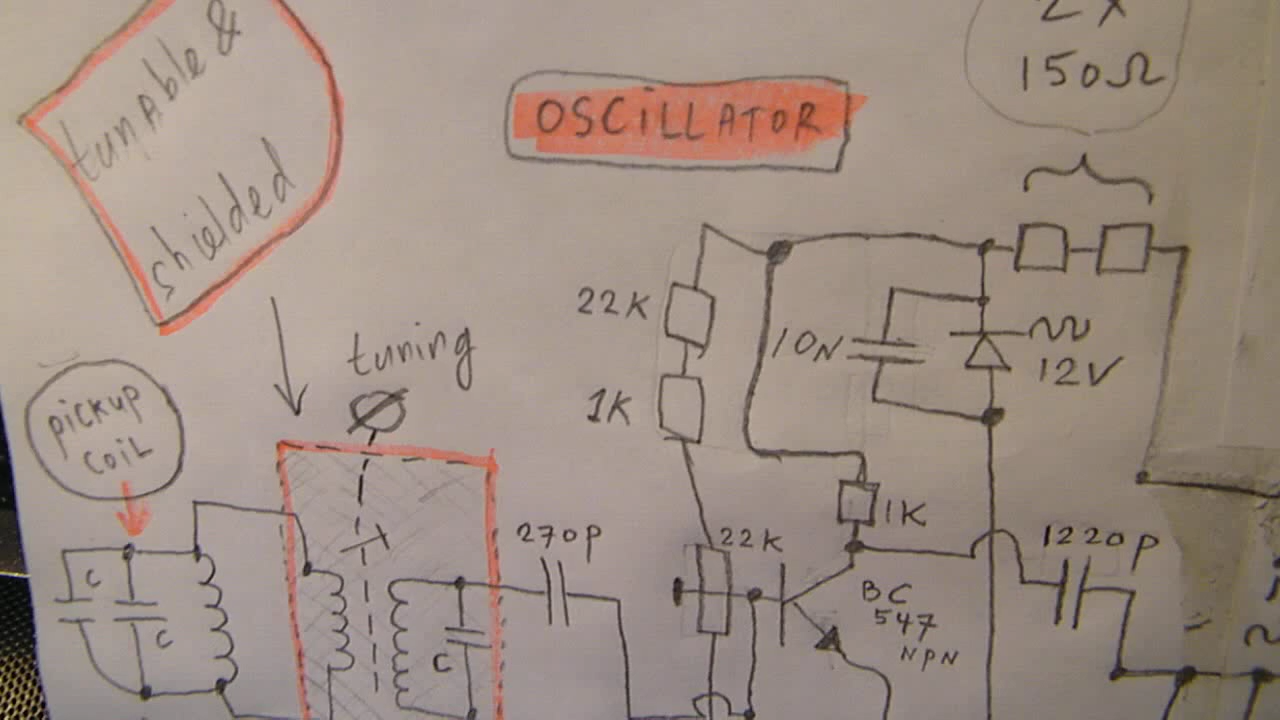 tunAble &
shielded
OSCiLLATOR
2X
150Ω
22K
1K
10N
12V
tuning
pickup
coiL
C
C
C
270p
22K
1K
BC
547
NPN
1220p